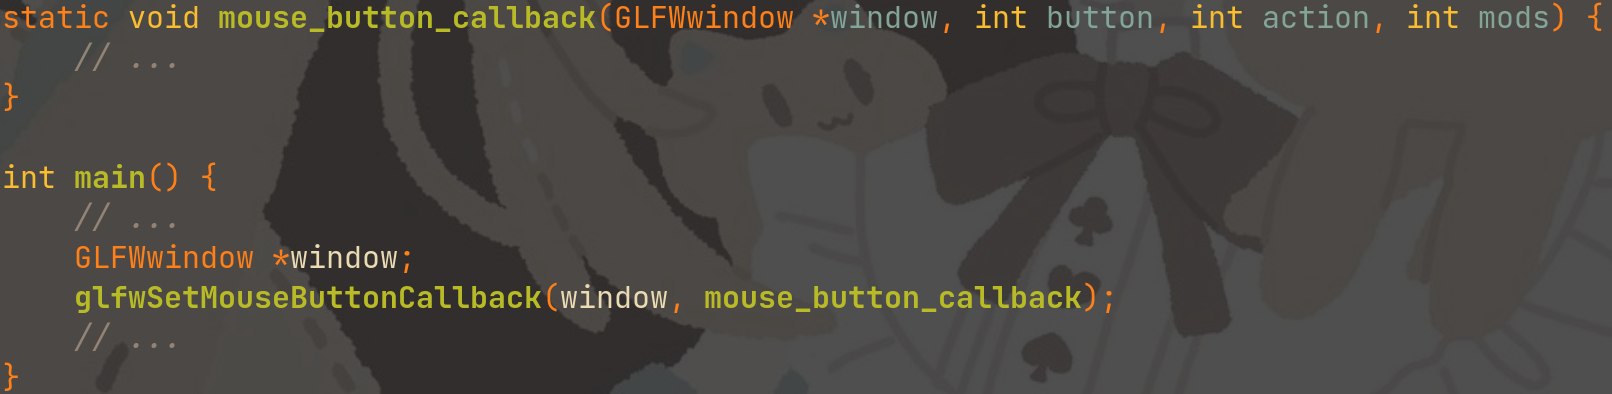 static void mouse_button_callback(GLFWwindow *window, int button, int action, int mods) {
    // ...
}

int main() {
    // ...
    GLFWwindow *window;
    glfwSetMouseButtonCallback(window, mouse_button_callback);
    // ...
}